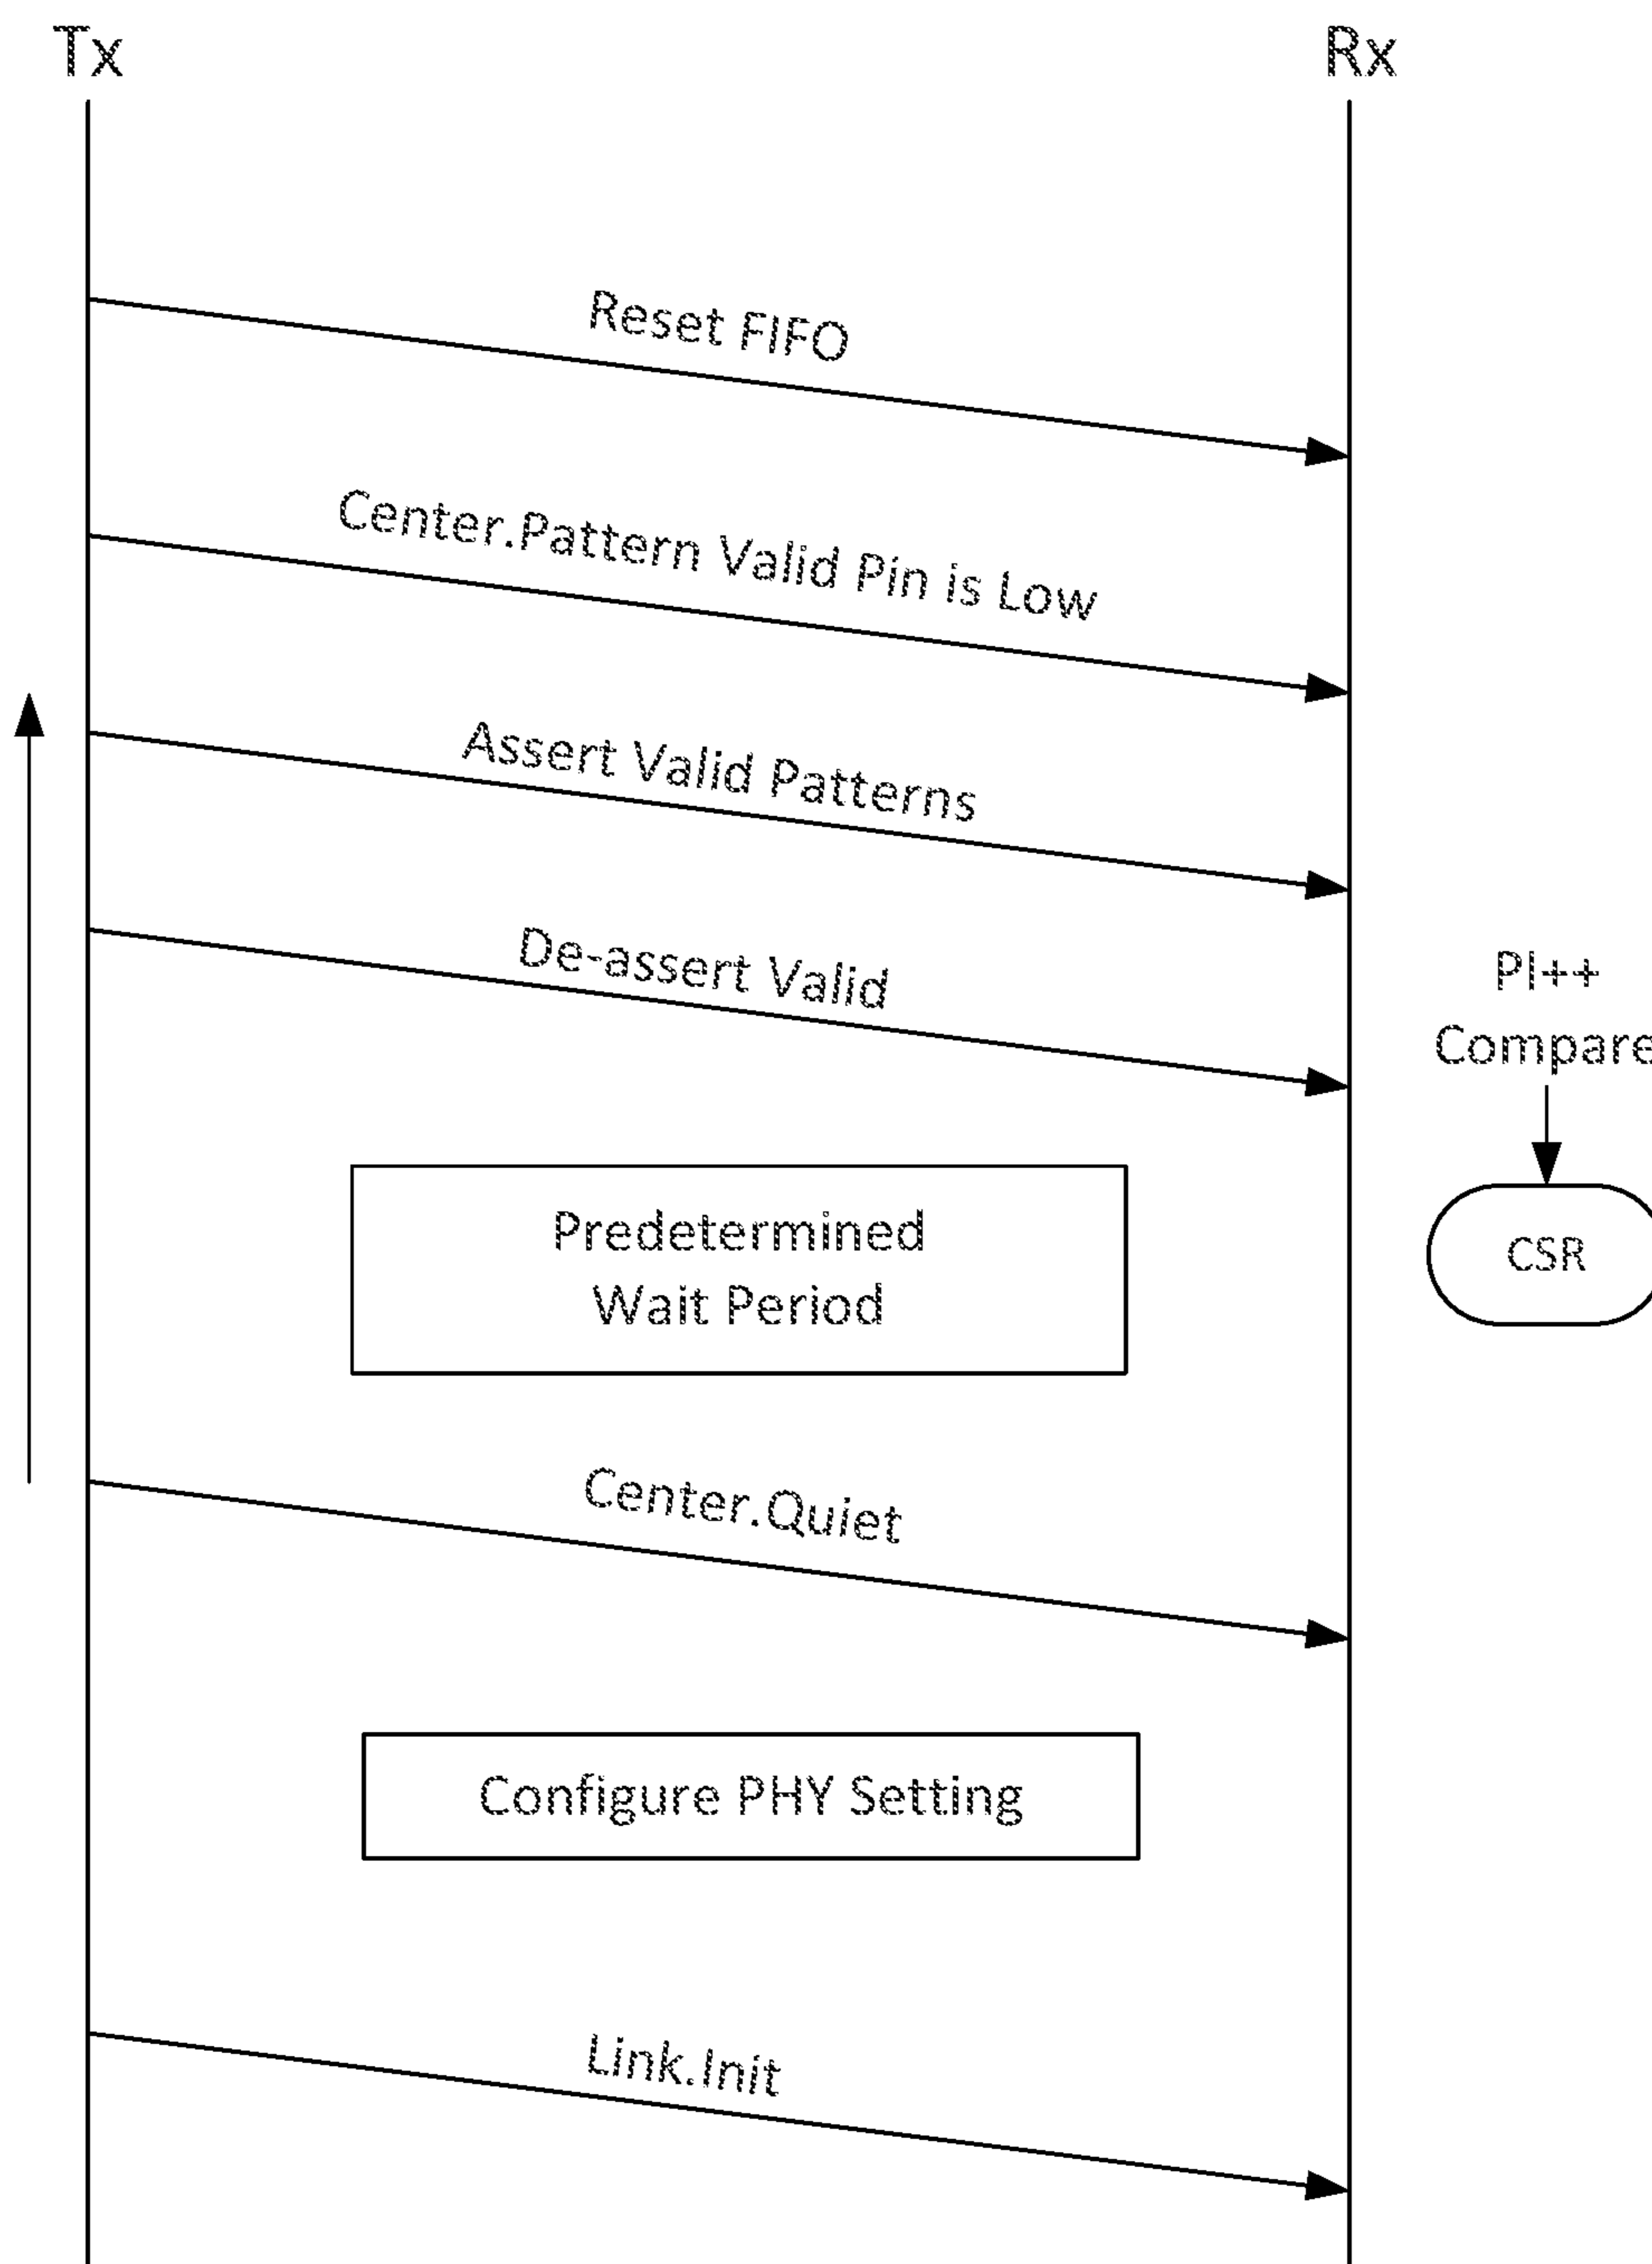 Tx
Rx
Reset FIFO
Center.Pattern Valid Pin is Low
Assert Valid Patterns
De-assert Valid
PI++
Compare
CSR
Predetermined
Wait Period
Center.Quiet
Configure PHY Setting
Link.Init